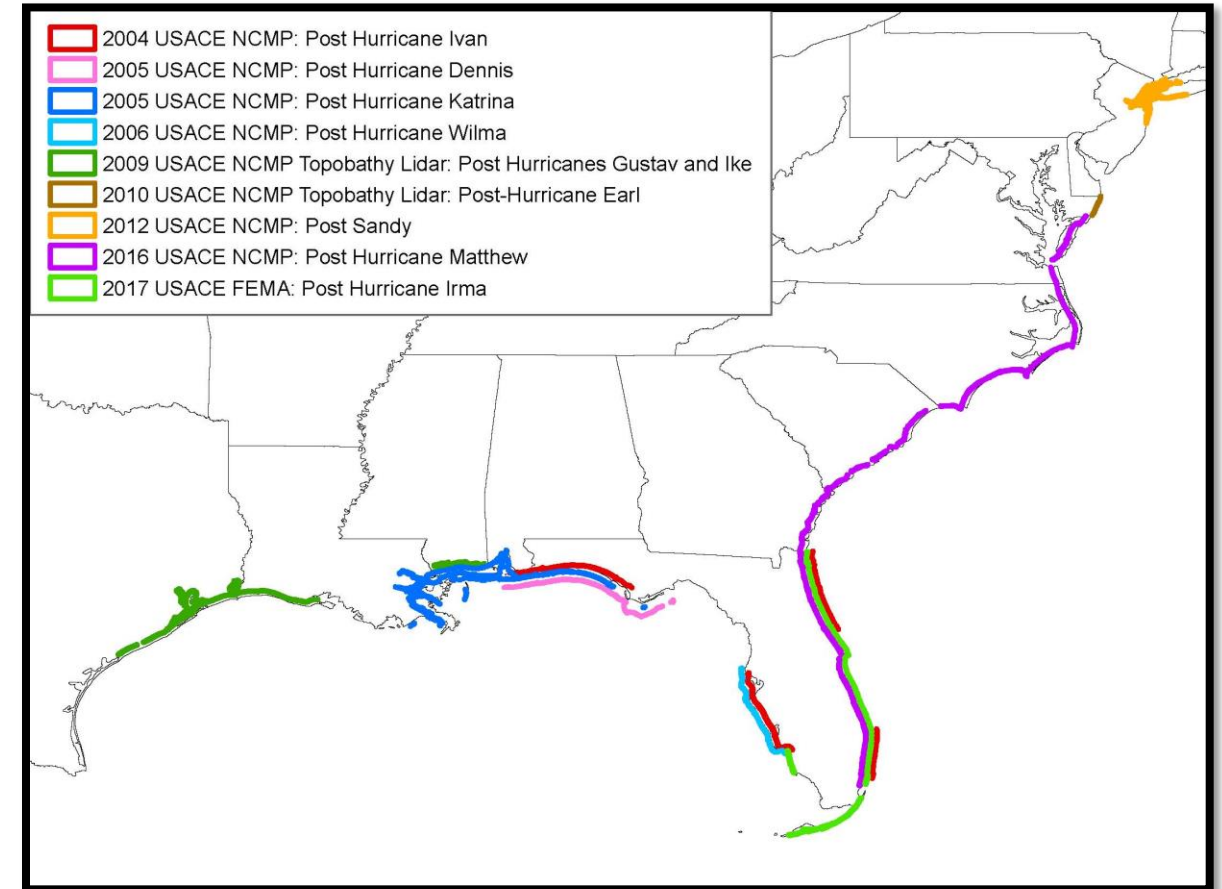 2004 USACE NCMP: Post Hurricane Ivan
2005 USACE NCMP: Post Hurricane Dennis
2005 USACE NCMP: Post Hurricane Katrina
2006 USACE NCMP: Post Hurricane Wilma
2009 USACE NCMP Topobathy Lidar: Post Hurricanes Gustav and Ike
2010 USACE NCMP Topobathy Lidar: Post-Hurricane Earl
2012 USACE NCMP: Post Sandy
2016 USACE NCMP: Post Hurricane Matthew
2017 USACE FEMA: Post Hurricane Irma